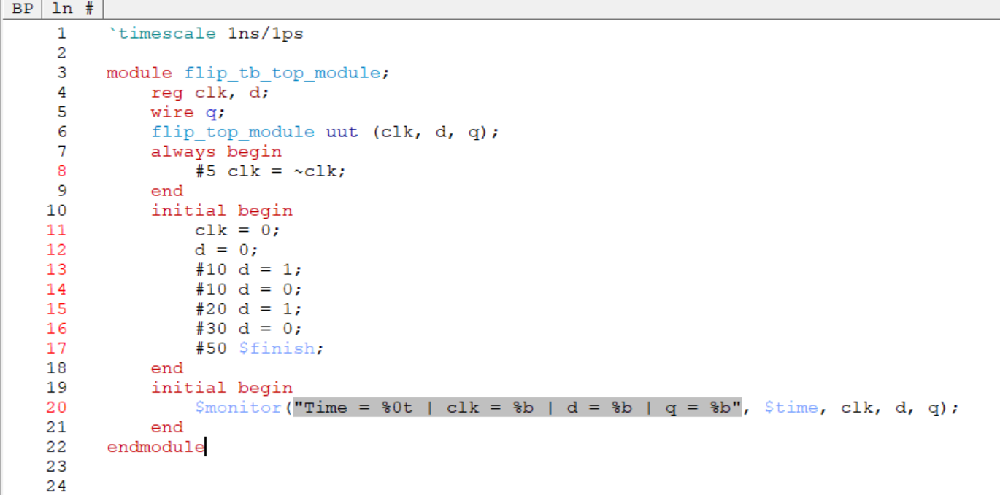 BP ln #
1 `timescale 1ns/1ps
2
3 module flip_tb_top_module;
4 reg clk, d;
5 wire q;
6 flip_top_module uut (clk, d, q);
7 always begin
8 #5 clk = ~clk;
9 end
10 initial begin
11 clk = 0;
12 d = 0;
13 #10 d = 1;
14 #10 d = 0;
15 #20 d = 1;
16 #30 d = 0;
17 #50 $finish;
18 end
19 initial begin
20 $monitor("Time = %0t | clk = %b | d = %b | q = %b", $time, clk, d, q);
21 end
22 endmodule
23
24